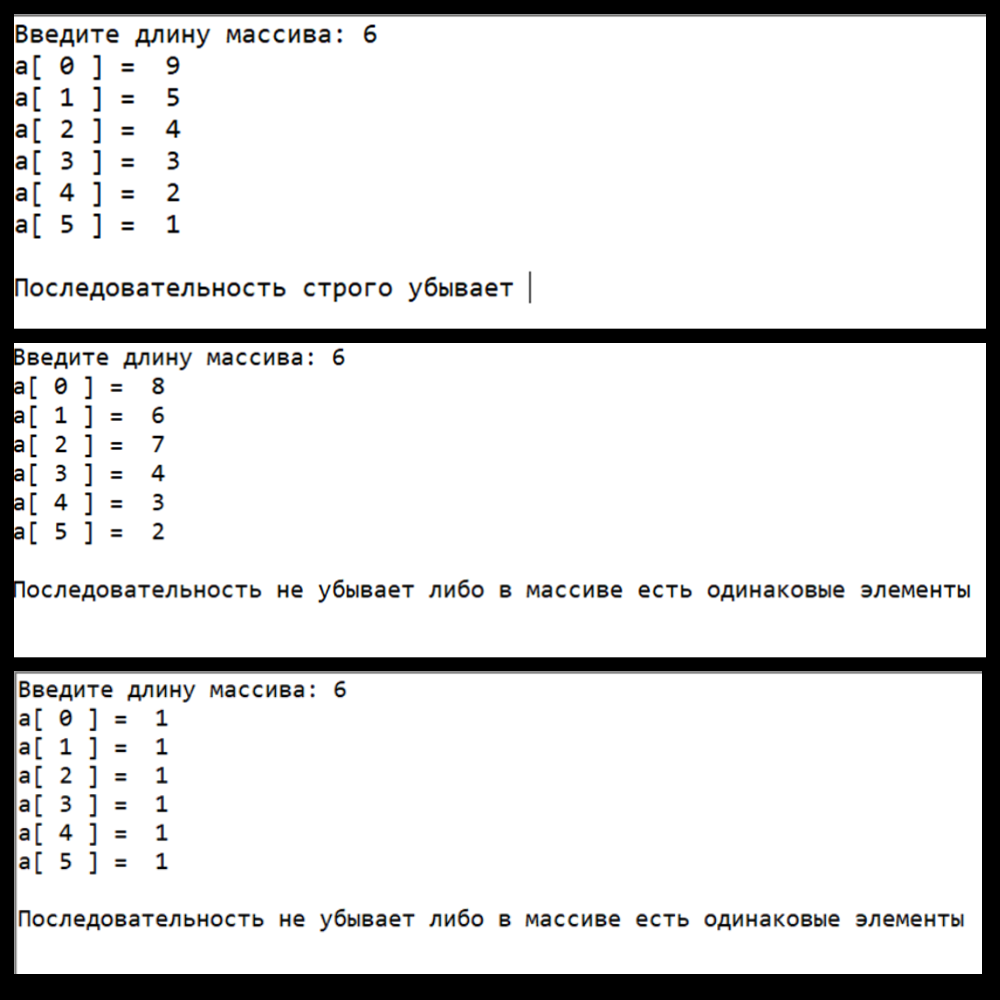 Введите длину массива: 6
a[ 0 ] =  9
a[ 1 ] =  5
a[ 2 ] =  4
a[ 3 ] =  3
a[ 4 ] =  2
a[ 5 ] =  1
Последовательность строго убывает
Введите длину массива: 6
a[ 0 ] =  8
a[ 1 ] =  6
a[ 2 ] =  7
a[ 3 ] =  4
a[ 4 ] =  3
a[ 5 ] =  2
Последовательность не убывает либо в массиве есть одинаковые элементы
Введите длину массива: 6
a[ 0 ] =  1
a[ 1 ] =  1
a[ 2 ] =  1
a[ 3 ] =  1
a[ 4 ] =  1
a[ 5 ] =  1
Последовательность не убывает либо в массиве есть одинаковые элементы